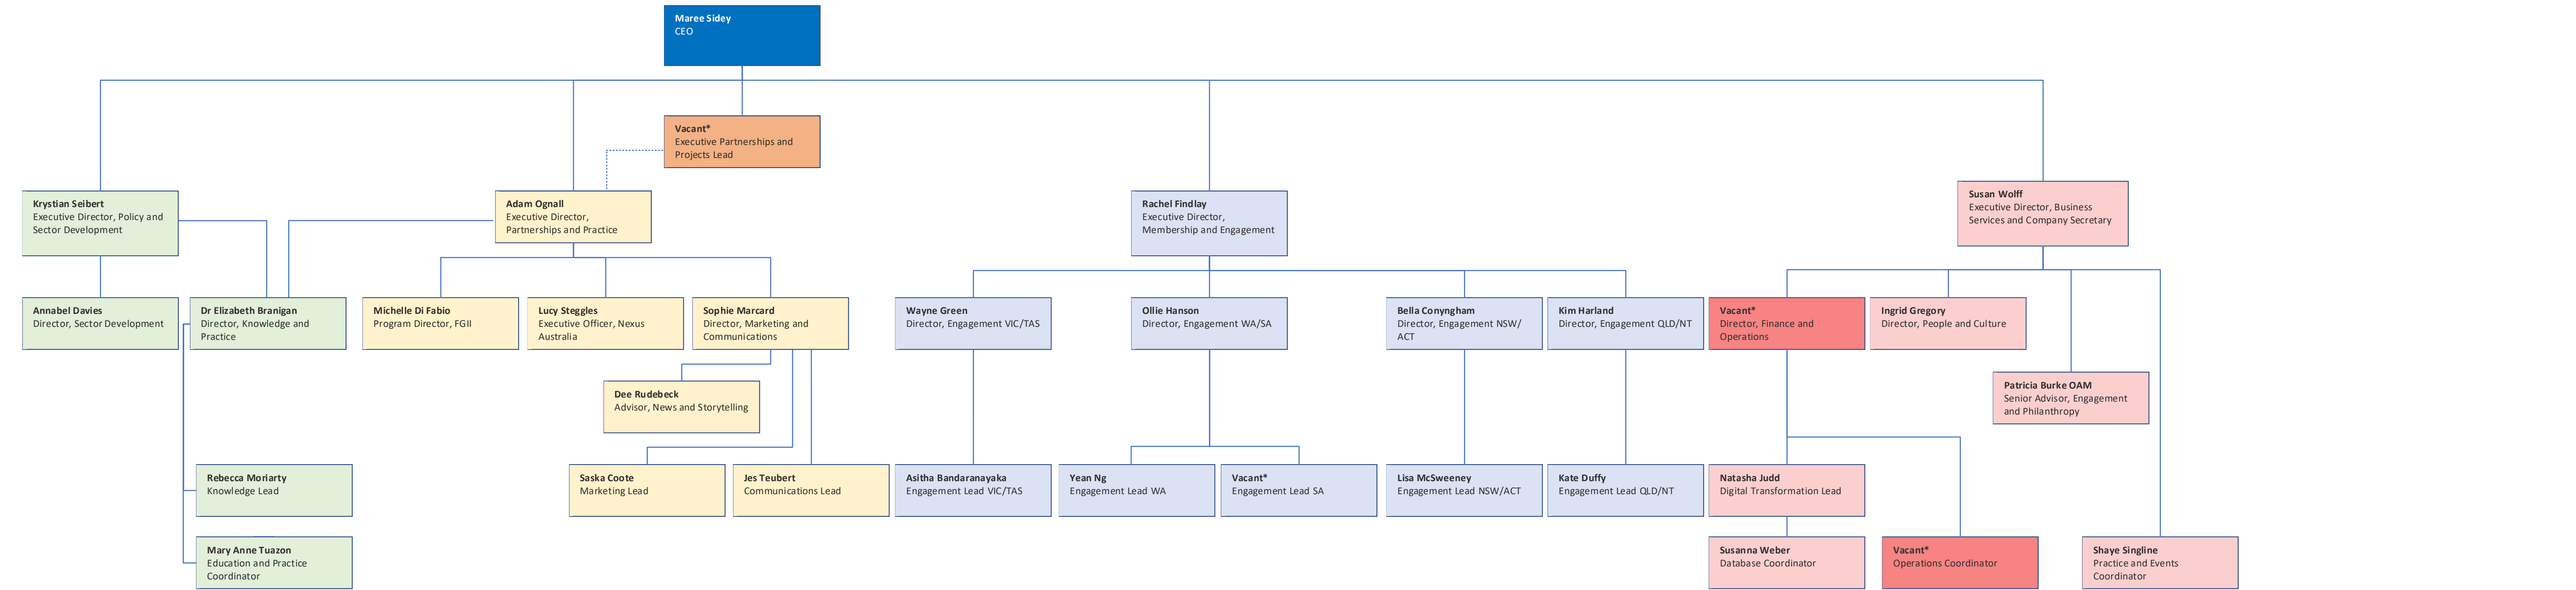 Maree Sidey
CEO
Vacant*
Executive Partnerships and
Projects Lead
Krystian Seibert
Executive Director, Policy and
Sector Development
Adam Ognall
Executive Director,
Partnerships and Practice
Rachel Findlay
Executive Director,
Membership and Engagement
Susan Wolff
Executive Director, Business
Services and Company Secretary
Annabel Davies
Director, Sector Development
Dr Elizabeth Branigan
Director, Knowledge and
Practice
Michelle Di Fabio
Program Director, FGII
Lucy Steggles
Executive Officer, Nexus
Australia
Sophie Marcard
Director, Marketing and
Communications
Wayne Green
Director, Engagement VIC/TAS
Ollie Hanson
Director, Engagement WA/SA
Bella Conyngham
Director, Engagement NSW/
ACT
Kim Harland
Director, Engagement QLD/NT
Vacant*
Director, Finance and
Operations
Ingrid Gregory
Director, People and Culture
Dee Rudebeck
Advisor, News and Storytelling
Patricia Burke OAM
Senior Advisor, Engagement
and Philanthropy
Rebecca Moriarty
Knowledge Lead
Saska Coote
Marketing Lead
Jes Teubert
Communications Lead
Asitha Bandaranayaka
Engagement Lead VIC/TAS
Yean Ng
Engagement Lead WA
Vacant*
Engagement Lead SA
Lisa McSweeney
Engagement Lead NSW/ACT
Kate Duffy
Engagement Lead QLD/NT
Natasha Judd
Digital Transformation Lead
Mary Anne Tuazon
Education and Practice
Coordinator
Susanna Weber
Database Coordinator
Vacant*
Operations Coordinator
Shaye Singline
Practice and Events
Coordinator